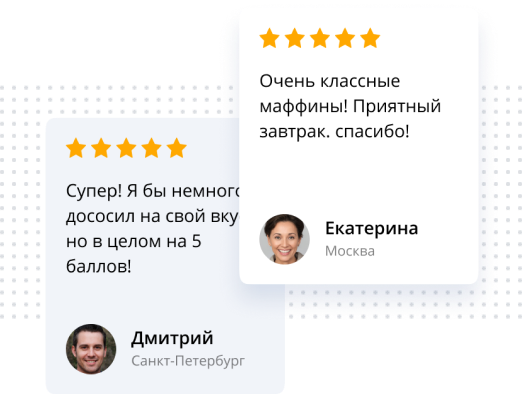 Очень классные
маффины! Приятный
завтрак. спасибо!
Екатерина
Москва
Супер! Я бы немного
дососил на свой вку
но в целом на 5
баллов!
Дмитрий
Санкт-Петербург